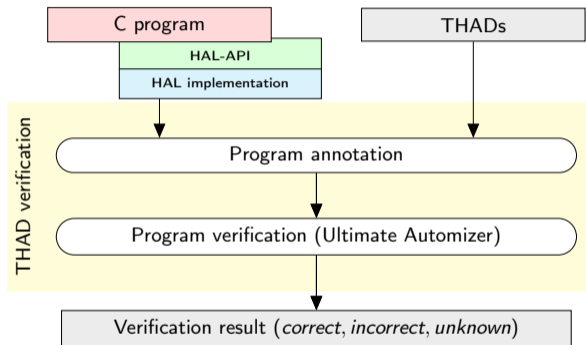 C program
THADs
HAL-API
HAL implementation
THAD verification
Program annotation
Program verification (Ultimate Automizer)
Verification result (correct, incorrect, unknown)